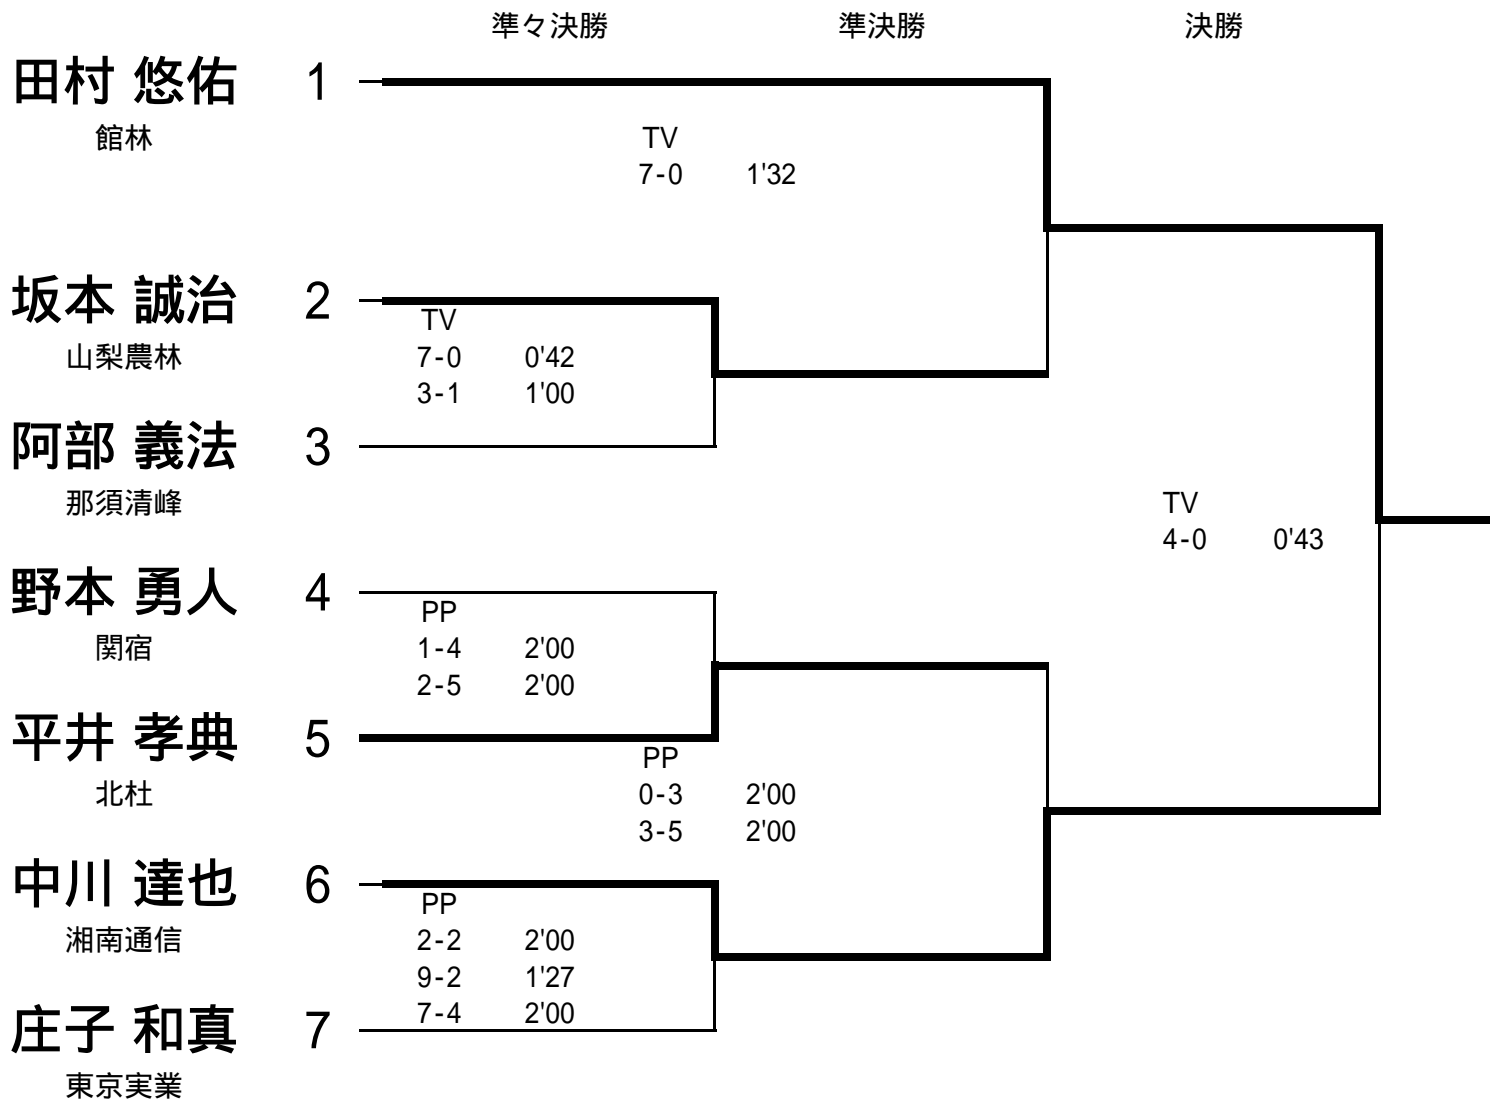 準々決勝 準決勝 決勝
田村 悠佑 1
館林
TV
7-0 1'32
坂本 誠治 2
TV
山梨農林
7-0 0'42
3-1 1'00
阿部 義法 3
那須清峰
TV
4-0 0'43
野本 勇人 4
PP
関宿
1-4 2'00
2-5 2'00
平井 孝典 5
PP
北杜
0-3 2'00
3-5 2'00
中川 達也 6
PP
湘南通信
2-2 2'00
9-2 1'27
7-4 2'00
庄子 和真 7
東京実業